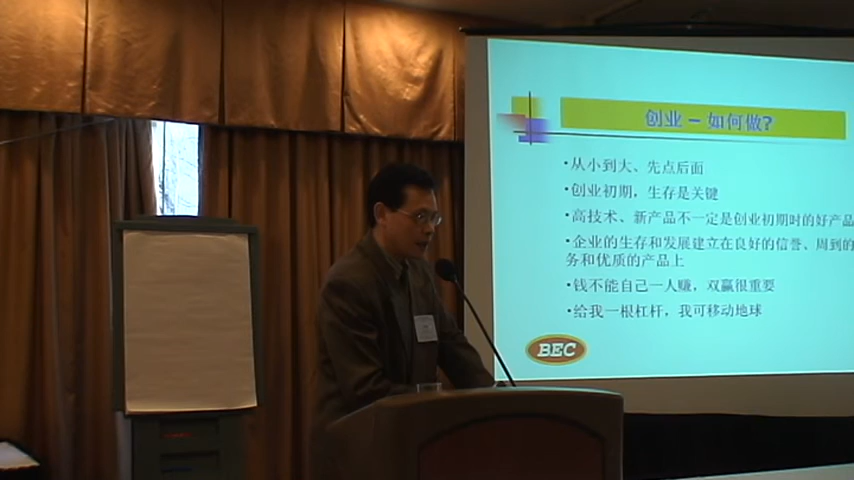 创业 – 如何做?
•从小到大、先点后面
•创业初期，生存是关键
•高技术、新产品不一定是创业初期时的好产品
•企业的生存和发展建立在良好的信誉、周到的
务和优质的产品上
•钱不能自己一人赚，双赢很重要
•给我一根杠杆，我可移动地球
BEC